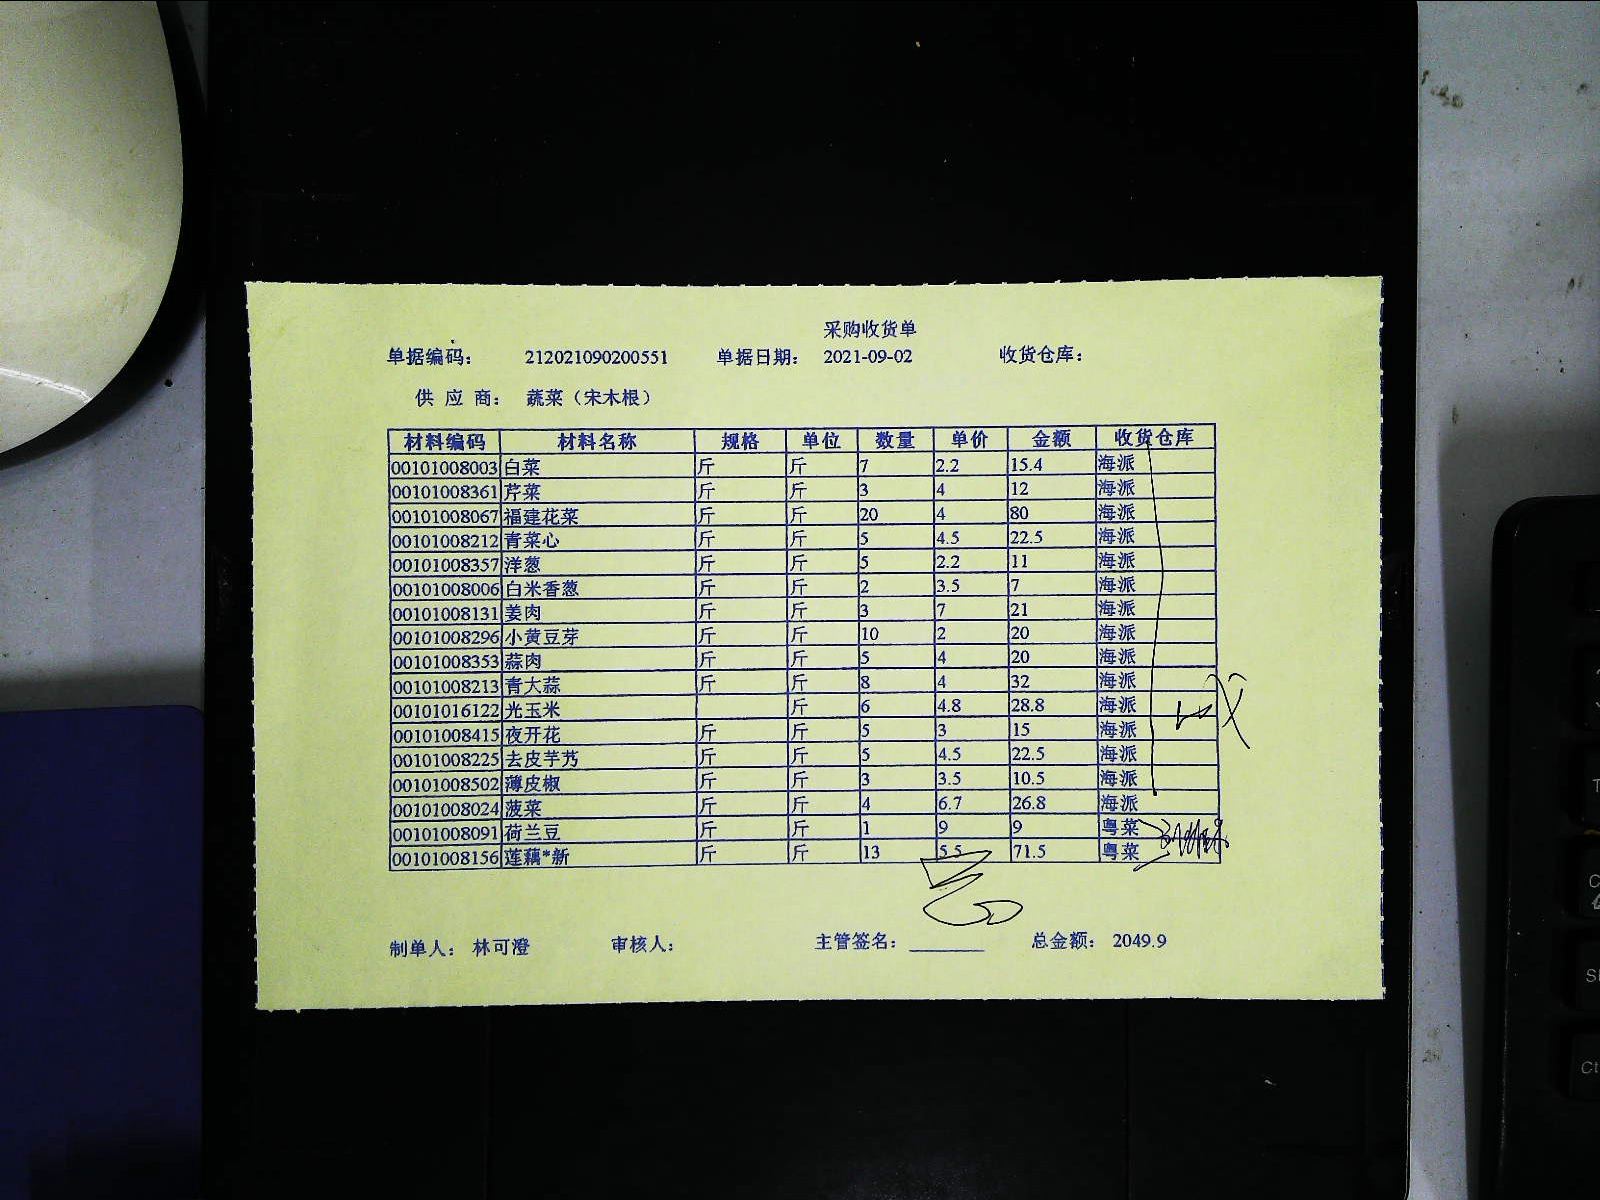 采购收货单
单据编码： 212021090200551 单据日期： 2021-09-02 收货仓库：
供 应 商： 蔬菜（宋木根）
材料编码 材料名称 规格 单位 数量 单价 金额 收货仓库
00101008003 白菜 斤 斤 7 2.2 15.4 海派
00101008361 芹菜 斤 斤 3 4 12 海派
00101008067 福建花菜 斤 斤 20 4 80 海派
00101008212 青菜心 斤 斤 5 4.5 22.5 海派
00101008357 洋葱 斤 斤 5 2.2 11 海派
00101008006 白米香葱 斤 斤 2 3.5 7 海派
00101008131 姜肉 斤 斤 3 7 21 海派
00101008296 小黄豆芽 斤 斤 10 2 20 海派
00101008353 蒜肉 斤 斤 5 4 20 海派
00101008213 青大蒜 斤 斤 8 4 32 海派
00101016122 光玉米 斤 6 4.8 28.8 海派
00101008415 夜开花 斤 斤 5 3 15 海派
00101008225 去皮芋艿 斤 斤 5 4.5 22.5 海派
00101008502 薄皮椒 斤 斤 3 3.5 10.5 海派
00101008024 菠菜 斤 斤 4 6.7 26.8 海派
00101008091 荷兰豆 斤 斤 1 9 9 粤菜
00101008156 莲藕*新 斤 斤 13 5.5 71.5 粤菜
制单人： 林可澄 审核人： 主管签名： 总金额： 2049.9